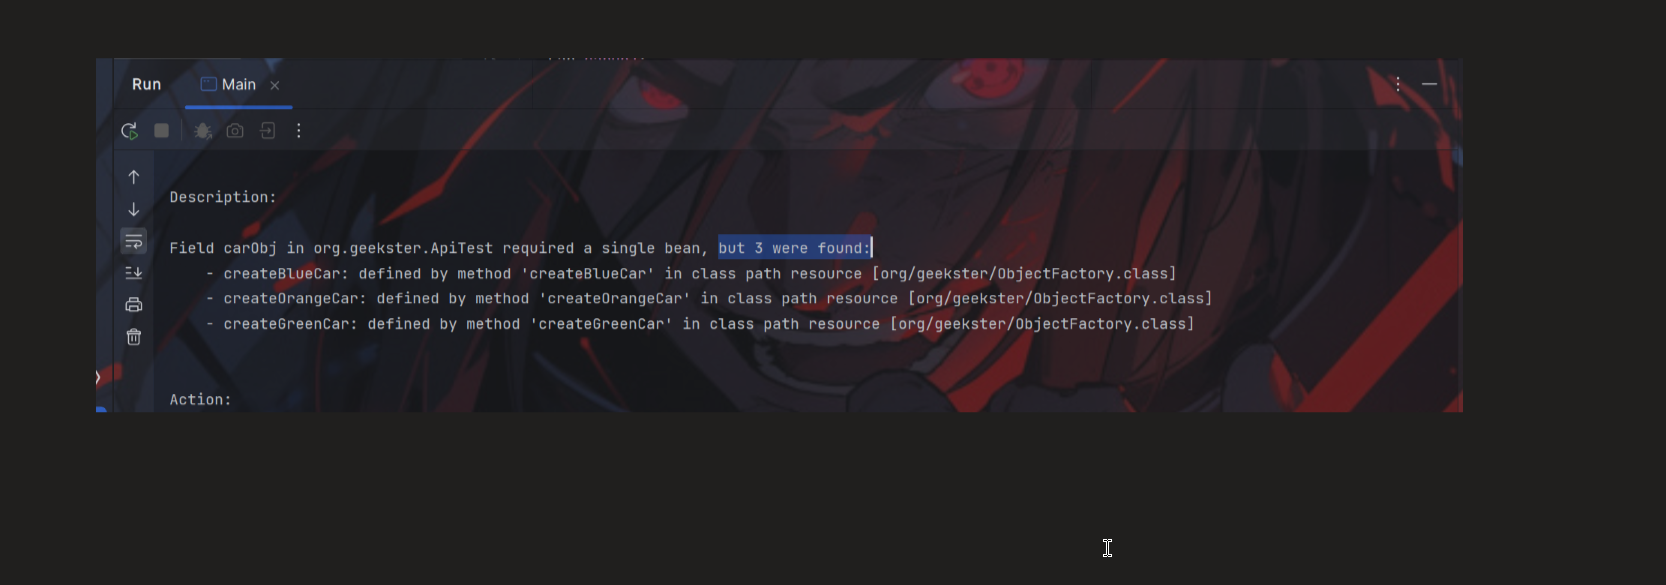 Run Main
Description:
Field carObj in org.geekster.ApiTest required a single bean, but 3 were found:
- createBlueCar: defined by method 'createBlueCar' in class path resource [org/geekster/ObjectFactory.class]
- createOrangeCar: defined by method 'createOrangeCar' in class path resource [org/geekster/ObjectFactory.class]
- createGreenCar: defined by method 'createGreenCar' in class path resource [org/geekster/ObjectFactory.class]
Action: